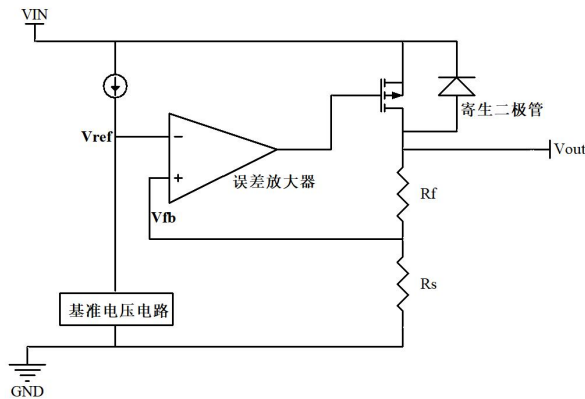 VIN
寄生二极管
Vref
−
Vout
+
误差放大器
Rf
Vfb
Rs
基准电压电路
GND